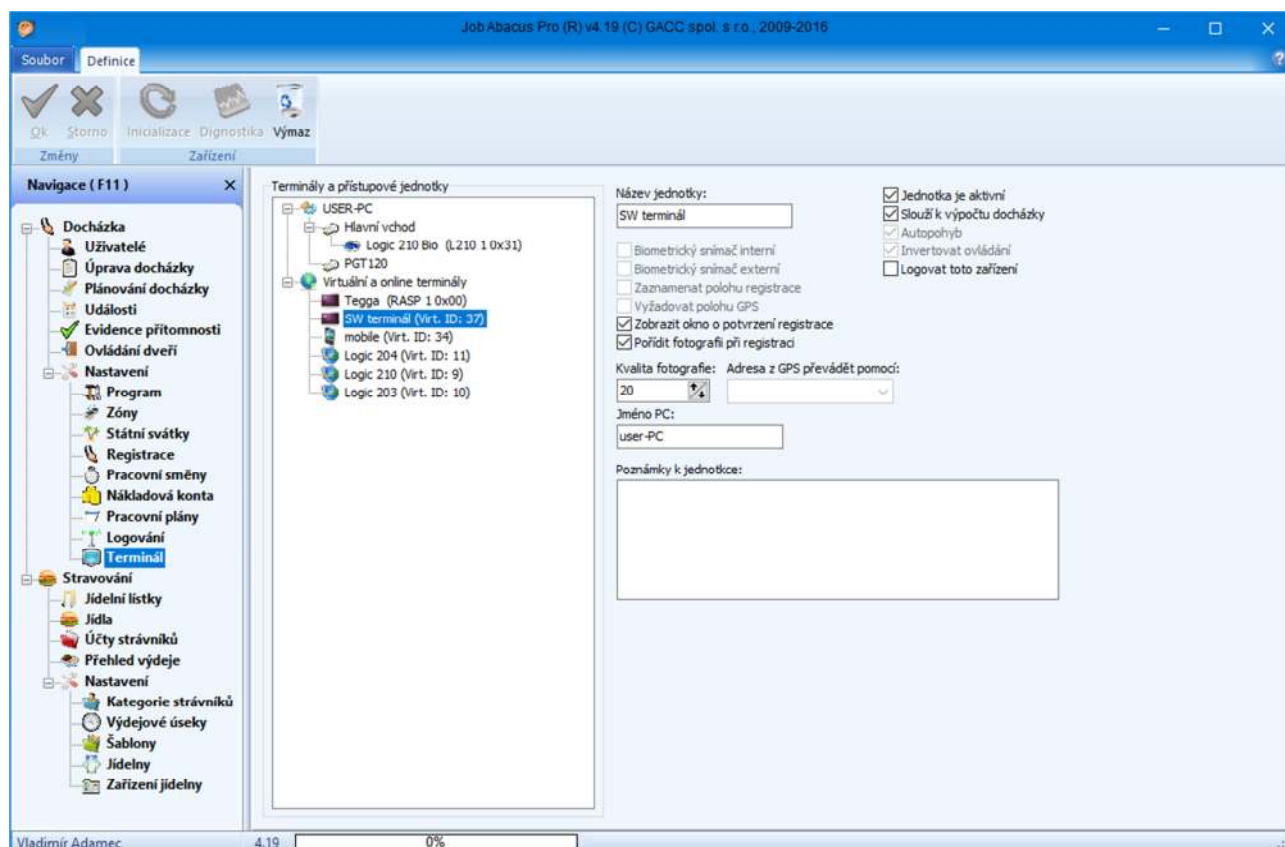 Job Abacus Pro (R) v4.19 (C) GACC spol. s r.o., 2009-2016
Soubor Definice
Ok Storno Inicializace Dignostika Výmaz
Změny Zařízení
Navigace ( F11 )
Docházka
Uživatelé
Úprava docházky
Plánování docházky
Události
Evidence přítomnosti
Ovládání dveří
Nastavení
Program
Zóny
Státní svátky
Registrace
Pracovní směny
Nákladová konta
Pracovní plány
Logování
Terminál
Stravování
Jídelní lístky
Jídla
Účty strávníků
Přehled výdeje
Nastavení
Kategorie strávníků
Výdejové úseky
Šablony
Jídelny
Zařízení jídelny
Terminály a přístupové jednotky
USER-PC
Hlavní vchod
Logic 210 Bio (L210 1 0x31)
PGT120
Virtuální a online terminály
Tegga (RASP 1 0x00)
SW terminál (Virt. ID: 37)
mobile (Virt. ID: 34)
Logic 204 (Virt. ID: 11)
Logic 210 (Virt. ID: 9)
Logic 203 (Virt. ID: 10)
Název jednotky:
SW terminál
Biometrický snímač interní
Biometrický snímač externí
Zaznamenat polohu registrace
Vyžadovat polohu GPS
Zobrazit okno o potvrzení registrace
Pořídit fotografii při registraci
Jednotka je aktivní
Slouží k výpočtu docházky
Autopohyb
Invertovat ovládání
Logovat toto zařízení
Kvalita fotografie: Adresa z GPS převádět pomocí:
20
Jméno PC:
user-PC
Poznámky k jednotkce:
Vladimír Adamec 4.19 0%